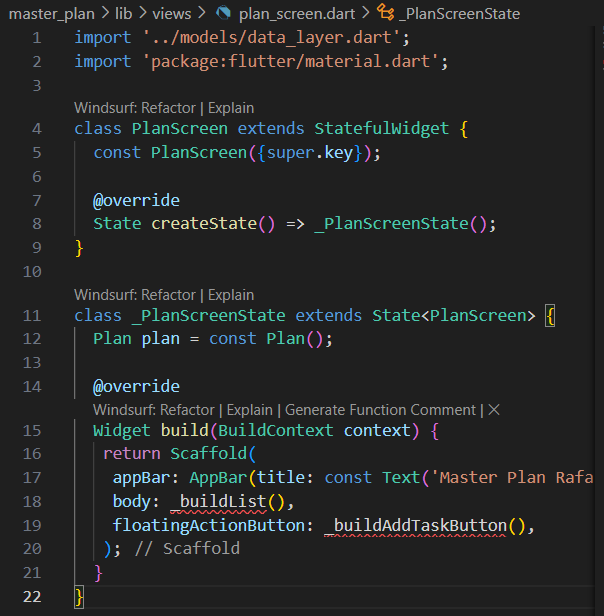 master_plan > lib > views > plan_screen.dart > _PlanScreenState
1 import '../models/data_layer.dart';
2 import 'package:flutter/material.dart';
3
Windsurf: Refactor | Explain
4 class PlanScreen extends StatefulWidget {
5   const PlanScreen({super.key});
6
7   @override
8   State createState() => _PlanScreenState();
9 }
10
Windsurf: Refactor | Explain
11 class _PlanScreenState extends State<PlanScreen> {
12   Plan plan = const Plan();
13
14   @override
Windsurf: Refactor | Explain | Generate Function Comment | ×
15   Widget build(BuildContext context) {
16    return Scaffold(
17     appBar: AppBar(title: const Text('Master Plan Rafa
18     body: _buildList(),
19     floatingActionButton: _buildAddTaskButton(),
20    ); // Scaffold
21   }
22 }